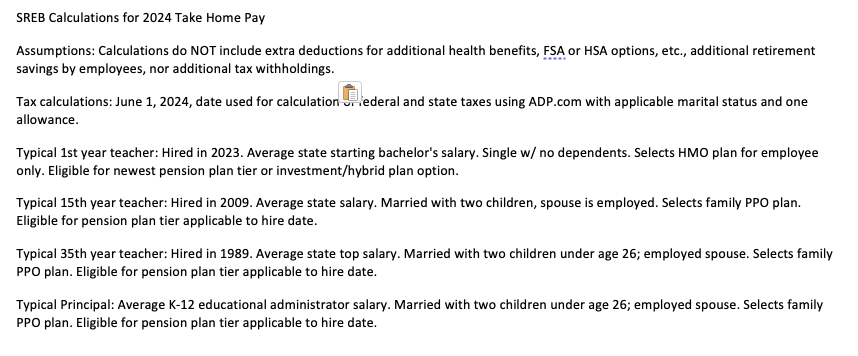 SREB Calculations for 2024 Take Home Pay
Assumptions: Calculations do NOT include extra deductions for additional health benefits, FSA or HSA options, etc., additional retirement
savings by employees, nor additional tax withholdings.
Tax calculations: June 1, 2024, date used for calculation of federal and state taxes using ADP.com with applicable marital status and one
allowance.
Typical 1st year teacher: Hired in 2023. Average state starting bachelor's salary. Single w/ no dependents. Selects HMO plan for employee
only. Eligible for newest pension plan tier or investment/hybrid plan option.
Typical 15th year teacher: Hired in 2009. Average state salary. Married with two children, spouse is employed. Selects family PPO plan.
Eligible for pension plan tier applicable to hire date.
Typical 35th year teacher: Hired in 1989. Average state top salary. Married with two children under age 26; employed spouse. Selects family
PPO plan. Eligible for pension plan tier applicable to hire date.
Typical Principal: Average K-12 educational administrator salary. Married with two children under age 26; employed spouse. Selects family
PPO plan. Eligible for pension plan tier applicable to hire date.